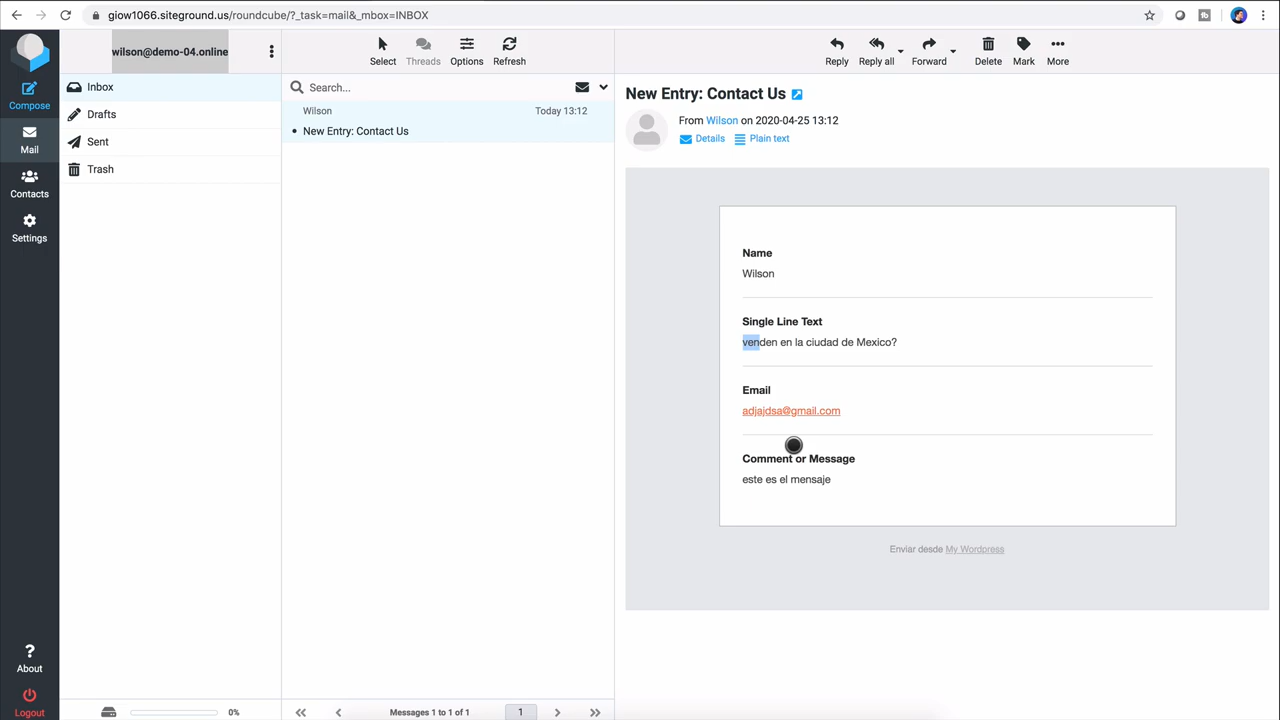 giow1066.siteground.us/roundcube/?_task=mail&_mbox=INBOX
wilson@demo-04.online
Compose
Mail
Contacts
Settings
About
Logout
Inbox
Drafts
Sent
Trash
0%
Select
Threads
Options
Refresh
Search...
Wilson
Today 13:12
New Entry: Contact Us
Messages 1 to 1 of 1
1
Reply
Reply all
Forward
Delete
Mark
More
New Entry: Contact Us
From Wilson on 2020-04-25 13:12
Details
Plain text
Name
Wilson
Single Line Text
venden en la ciudad de Mexico?
Email
adjajdsa@gmail.com
Comment or Message
este es el mensaje
Enviar desde My Wordpress